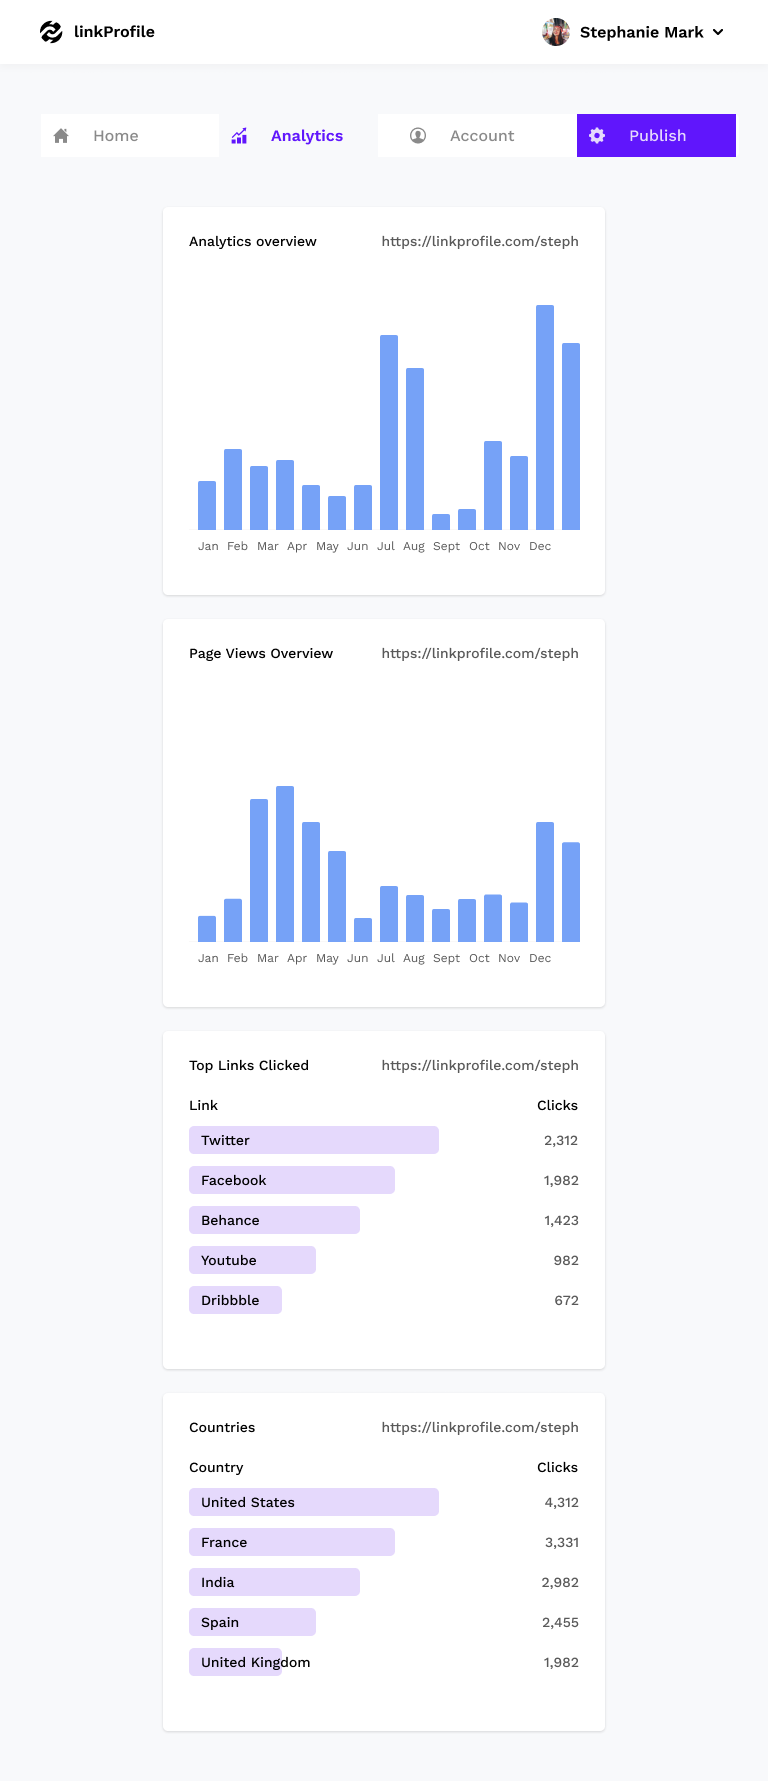 linkProfile
Stephanie Mark
Home
Analytics
Account
Publish
Analytics overview https://linkprofile.com/steph
Jan Feb Mar Apr May Jun Jul Aug Sept Oct Nov Dec
Page Views Overview https://linkprofile.com/steph
Jan Feb Mar Apr May Jun Jul Aug Sept Oct Nov Dec
Top Links Clicked https://linkprofile.com/steph
Link Clicks
Twitter 2,312
Facebook 1,982
Behance 1,423
Youtube 982
Dribbble 672
Countries https://linkprofile.com/steph
Country Clicks
United States 4,312
France 3,331
India 2,982
Spain 2,455
United Kingdom 1,982